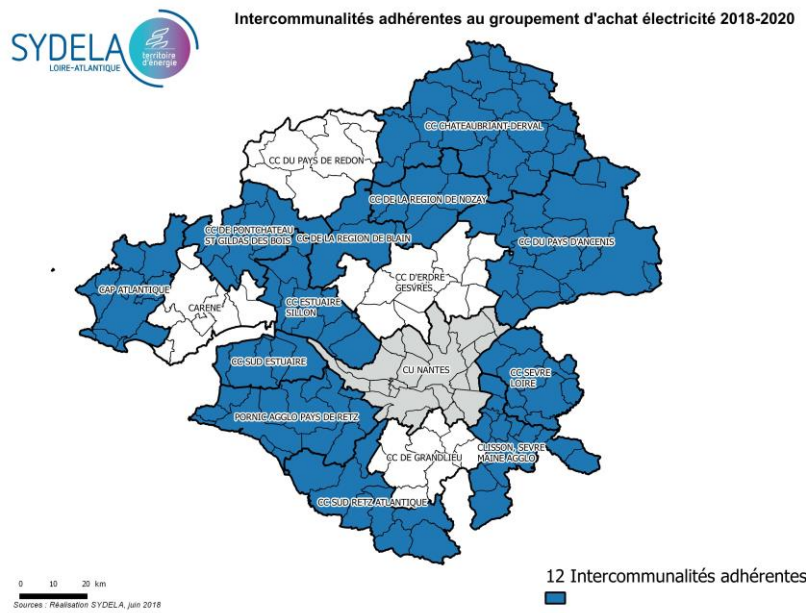 Intercommunalités adhérentes au groupement d'achat électricité 2018-2020
SYDELA
LOIRE-ATLANTIQUE
territoire
d'énergie
CC CHATEAUBRIANT-DERVAL
CC DU PAYS DE REDON
CC DE LA REGION DE NOZAY
CC DE PONTCHATEAU
ST GILDAS DES BOIS
CC DE LA REGION DE BLAIN
CC DU PAYS D'ANCENIS
CC D'ERDRE
GESVRES
CAP ATLANTIQUE
CARENE
CC ESTUAIRE
SILLON
CC SUD ESTUAIRE
CU NANTES
CC SEVRE
LOIRE
PORNIC AGGLO PAYS DE RETZ
CC DE GRANDLIEU
CLISSON, SEVRE
MAINE AGGLO
CC SUD RETZ ATLANTIQUE
12 Intercommunalités adhérentes
0 10 20 km
Sources : Réalisation SYDELA, juin 2018